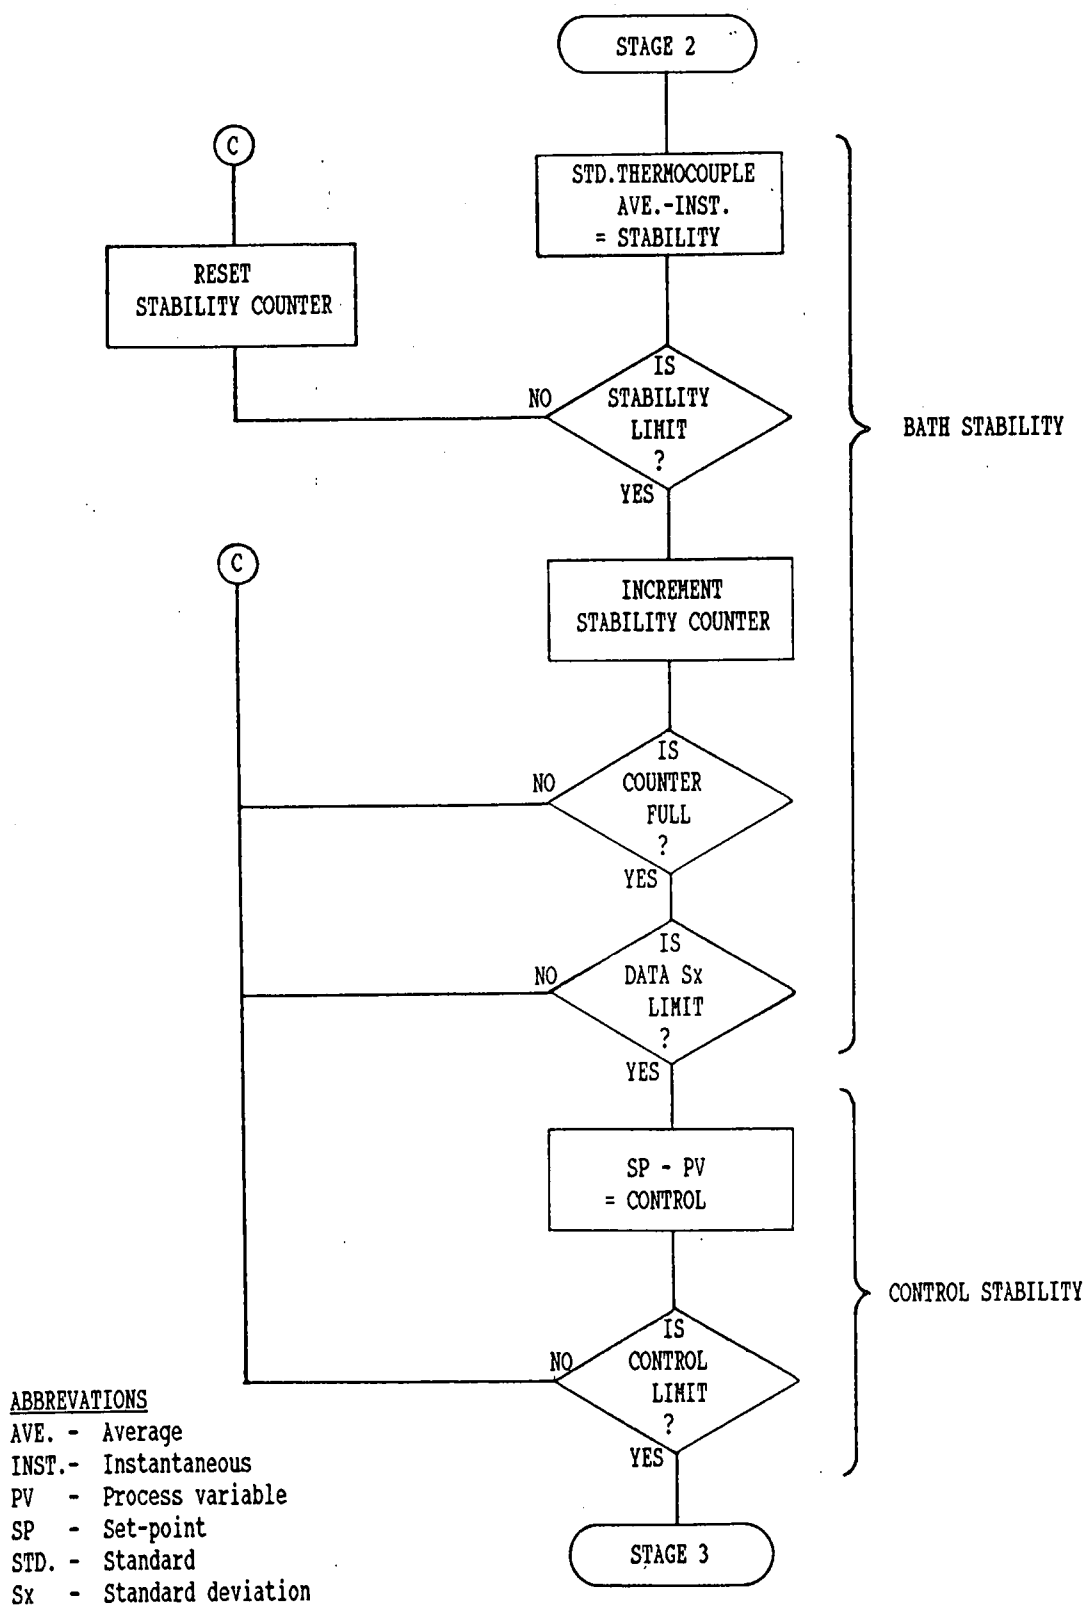 STAGE 2
C
STD.THERMOCOUPLE
AVE.-INST.
= STABILITY
RESET
STABILITY COUNTER
IS
STABILITY
LIMIT
?
NO
YES
BATH STABILITY
C
INCREMENT
STABILITY COUNTER
IS
COUNTER
FULL
?
NO
YES
IS
DATA Sx
LIMIT
?
NO
YES
SP - PV
= CONTROL
CONTROL STABILITY
IS
CONTROL
LIMIT
?
NO
YES
STAGE 3
ABBREVATIONS
AVE. - Average
INST.- Instantaneous
PV - Process variable
SP - Set-point
STD. - Standard
Sx - Standard deviation